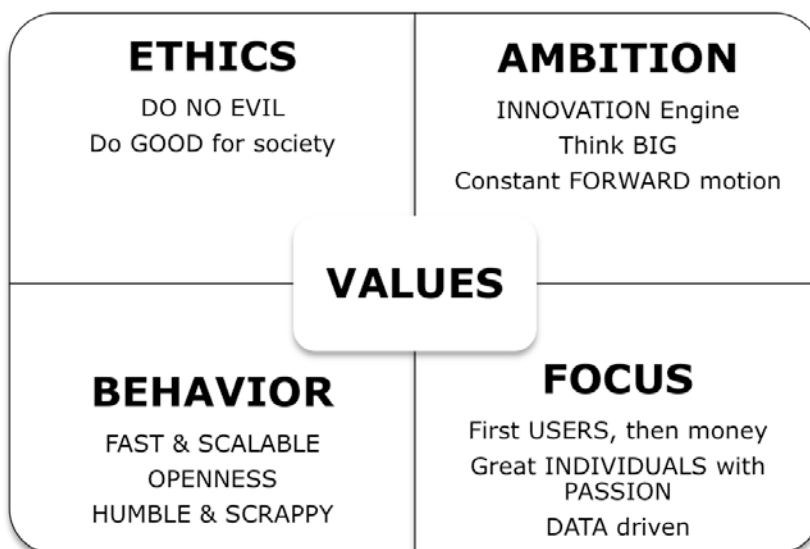 ETHICS
DO NO EVIL
Do GOOD for society
AMBITION
INNOVATION Engine
Think BIG
Constant FORWARD motion
VALUES
BEHAVIOR
FAST & SCALABLE
OPENNESS
HUMBLE & SCRAPPY
FOCUS
First USERS, then money
Great INDIVIDUALS with
PASSION
DATA driven